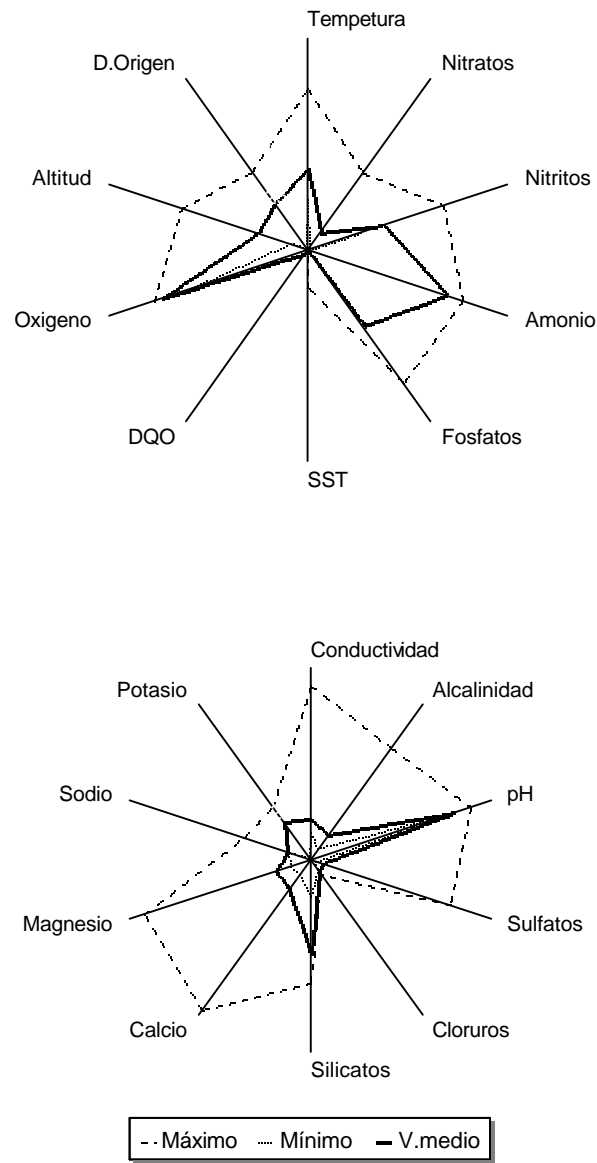 Tempetura
D.Origen
Nitratos
Altitud
Nitritos
Oxigeno
Amonio
DQO
Fosfatos
SST
Conductividad
Potasio
Alcalinidad
Sodio
pH
Magnesio
Sulfatos
Calcio
Cloruros
Silicatos
Máximo Mínimo V.medio